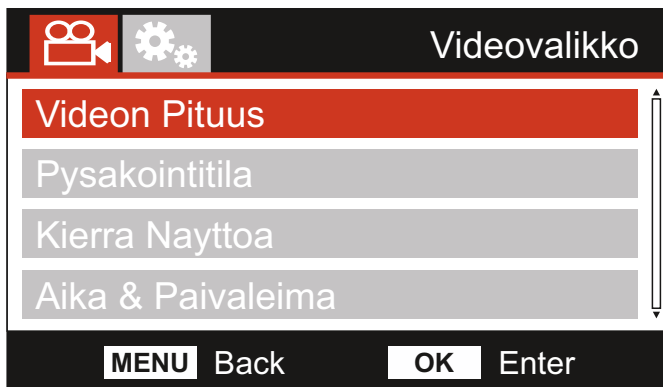 Videovalikko
Videon Pituus
Pysakointitila
Kierra Nayttoa
Aika & Paivaleima
MENU Back OK Enter